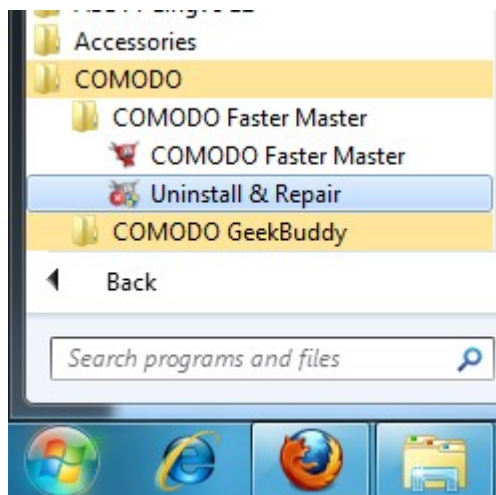 Accessories
COMODO
COMODO Faster Master
COMODO Faster Master
Uninstall & Repair
COMODO GeekBuddy
Back
Search programs and files